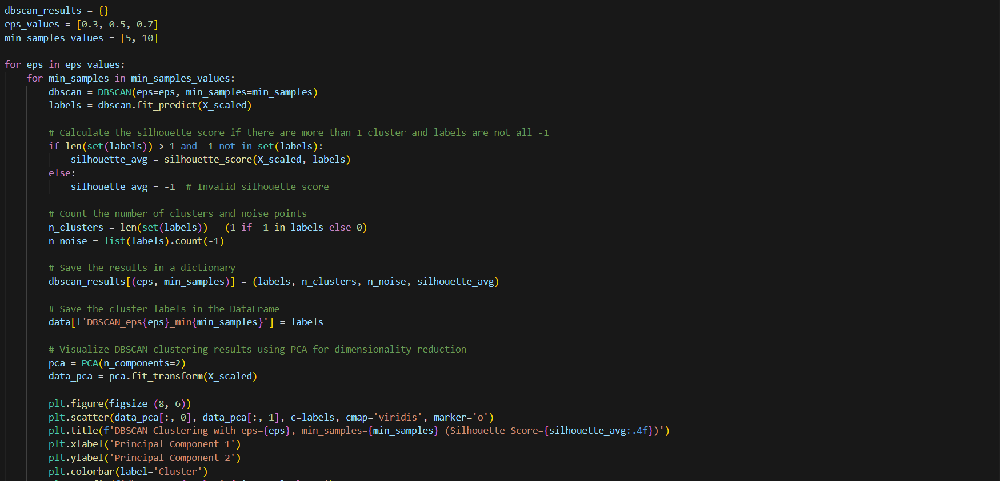 dbscan_results = {}
eps_values = [0.3, 0.5, 0.7]
min_samples_values = [5, 10]
for eps in eps_values:
for min_samples in min_samples_values:
dbscan = DBSCAN(eps=eps, min_samples=min_samples)
labels = dbscan.fit_predict(X_scaled)
# Calculate the silhouette score if there are more than 1 cluster and labels are not all -1
if len(set(labels)) > 1 and -1 not in set(labels):
silhouette_avg = silhouette_score(X_scaled, labels)
else:
silhouette_avg = -1  # Invalid silhouette score
# Count the number of clusters and noise points
n_clusters = len(set(labels)) - (1 if -1 in labels else 0)
n_noise = list(labels).count(-1)
# Save the results in a dictionary
dbscan_results[(eps, min_samples)] = (labels, n_clusters, n_noise, silhouette_avg)
# Save the cluster labels in the DataFrame
data[f'DBSCAN_eps{eps}_min{min_samples}'] = labels
# Visualize DBSCAN clustering results using PCA for dimensionality reduction
pca = PCA(n_components=2)
data_pca = pca.fit_transform(X_scaled)
plt.figure(figsize=(8, 6))
plt.scatter(data_pca[:, 0], data_pca[:, 1], c=labels, cmap='viridis', marker='o')
plt.title(f'DBSCAN Clustering with eps={eps}, min_samples={min_samples} (Silhouette Score={silhouette_avg:.4f})')
plt.xlabel('Principal Component 1')
plt.ylabel('Principal Component 2')
plt.colorbar(label='Cluster')